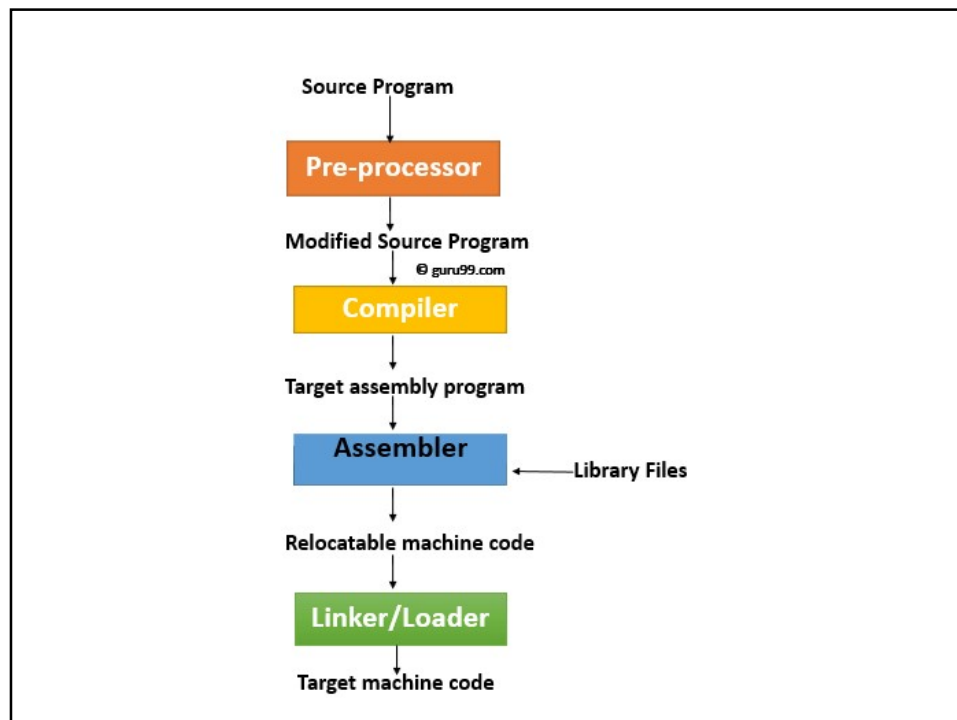 Source Program
Pre-processor
Modified Source Program
© guru99.com
Compiler
Target assembly program
Assembler
Library Files
Relocatable machine code
Linker/Loader
Target machine code